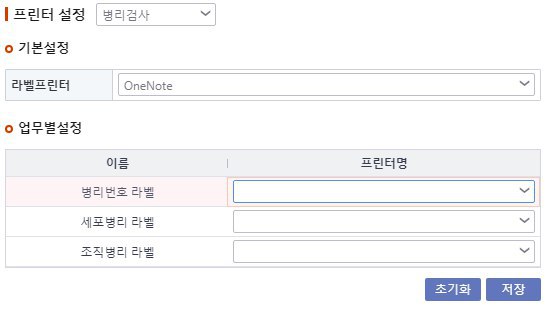 프린터 설정 병리검사
기본설정
라벨프린터 OneNote
업무별설정
이름 프린터명
병리번호 라벨
세포병리 라벨
조직병리 라벨
초기화 저장